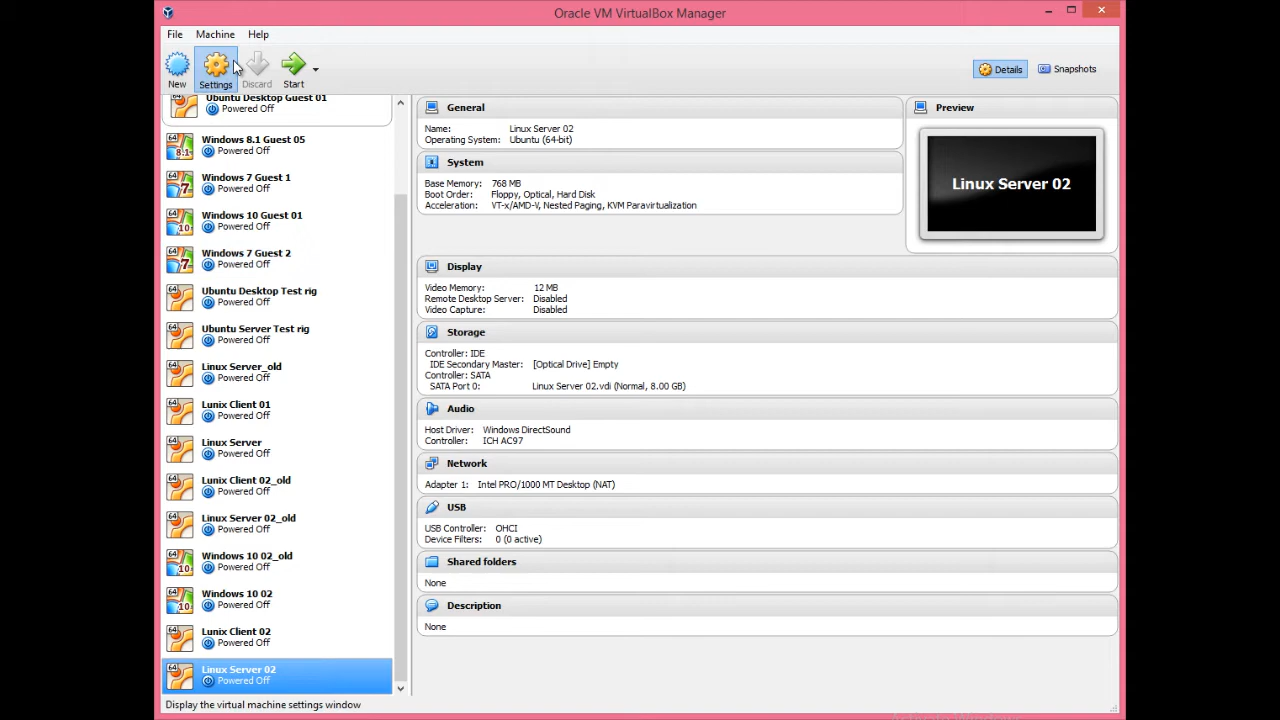 Oracle VM VirtualBox Manager
File Machine Help
New Settings Discard Start
Details Snapshots
Ubuntu Desktop Guest 01
Powered Off
Windows 8.1 Guest 05
Powered Off
Windows 7 Guest 1
Powered Off
Windows 10 Guest 01
Powered Off
Windows 7 Guest 2
Powered Off
Ubuntu Desktop Test rig
Powered Off
Ubuntu Server Test rig
Powered Off
Linux Server_old
Powered Off
Lunix Client 01
Powered Off
Linux Server
Powered Off
Lunix Client 02_old
Powered Off
Linux Server 02_old
Powered Off
Windows 10 02_old
Powered Off
Windows 10 02
Powered Off
Lunix Client 02
Powered Off
Linux Server 02
Powered Off
General
Name: Linux Server 02
Operating System: Ubuntu (64-bit)
System
Base Memory: 768 MB
Boot Order: Floppy, Optical, Hard Disk
Acceleration: VT-x/AMD-V, Nested Paging, KVM Paravirtualization
Preview
Linux Server 02
Display
Video Memory: 12 MB
Remote Desktop Server: Disabled
Video Capture: Disabled
Storage
Controller: IDE
IDE Secondary Master: [Optical Drive] Empty
Controller: SATA
SATA Port 0: Linux Server 02.vdi (Normal, 8.00 GB)
Audio
Host Driver: Windows DirectSound
Controller: ICH AC97
Network
Adapter 1: Intel PRO/1000 MT Desktop (NAT)
USB
USB Controller: OHCI
Device Filters: 0 (0 active)
Shared folders
None
Description
None
Display the virtual machine settings window